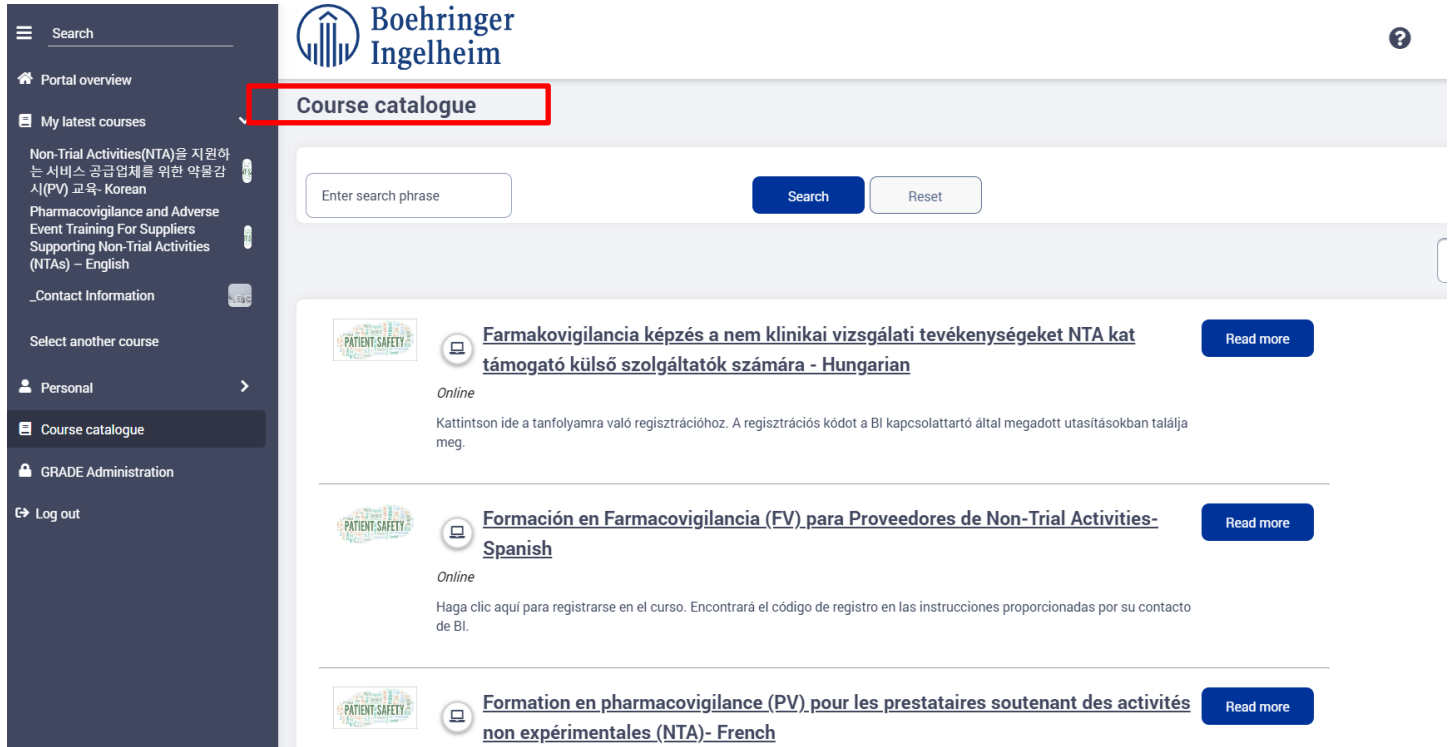 Search
Portal overview
My latest courses
Non-Trial Activities(NTA)을 지원하
는 서비스 공급업체를 위한 약물감
시(PV) 교육- Korean
Pharmacovigilance and Adverse
Event Training For Suppliers
Supporting Non-Trial Activities
(NTAs) – English
_Contact Information
Select another course
Personal
Course catalogue
GRADE Administration
Log out
Boehringer
Ingelheim
Course catalogue
Enter search phrase
Search
Reset
PATIENT SAFETY
Farmakovigilancia képzés a nem klinikai vizsgálati tevékenységeket NTA kat
támogató külső szolgáltatók számára - Hungarian
Read more
Online
Kattintson ide a tanfolyamra való regisztrációhoz. A regisztrációs kódot a BI kapcsolattartó által megadott utasításokban találja
meg.
PATIENT SAFETY
Formación en Farmacovigilancia (FV) para Proveedores de Non-Trial Activities-
Spanish
Read more
Online
Haga clic aquí para registrarse en el curso. Encontrará el código de registro en las instrucciones proporcionadas por su contacto
de BI.
PATIENT SAFETY
Formation en pharmacovigilance (PV) pour les prestataires soutenant des activités
non expérimentales (NTA)- French
Read more